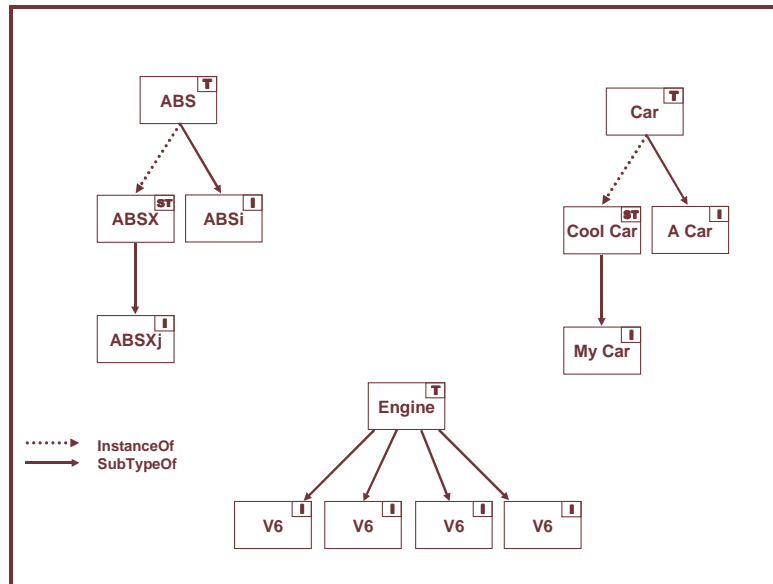 T
ABS
T
Car
ST
ABSX
I
ABSi
ST
Cool Car
I
A Car
I
ABSXj
I
My Car
T
Engine
InstanceOf
SubTypeOf
I
V6
I
V6
I
V6
I
V6